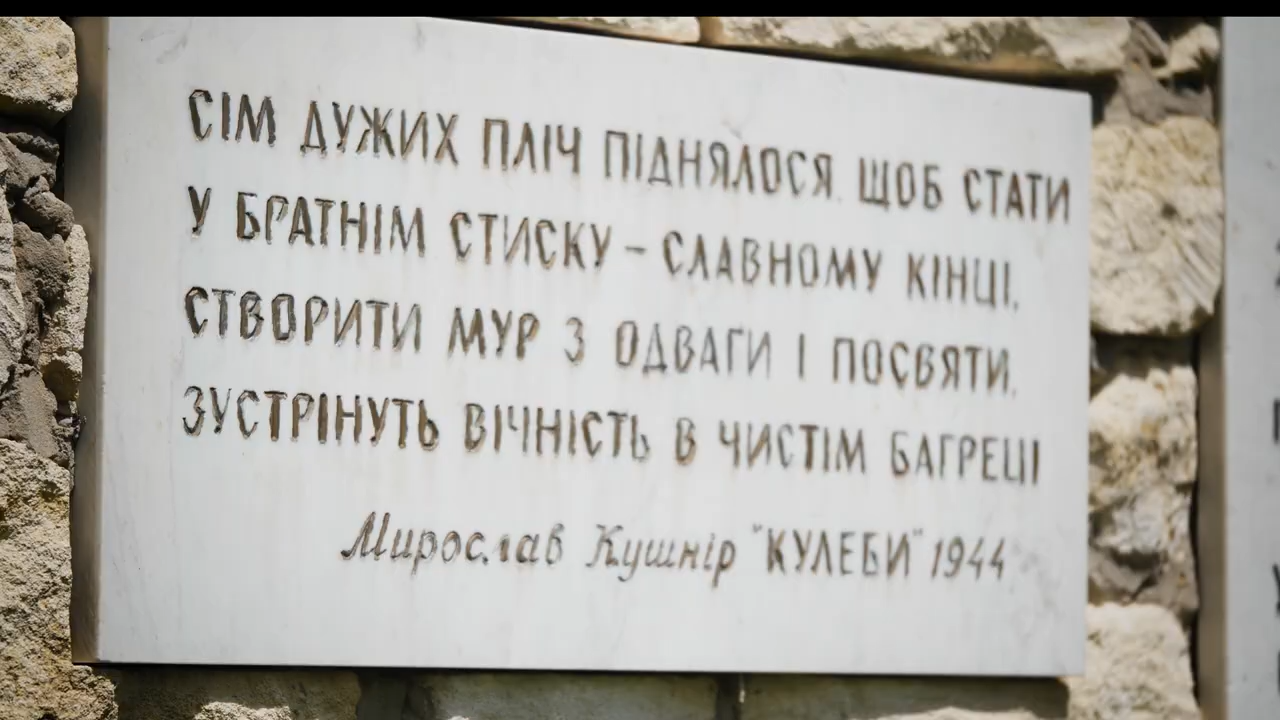 СІМ ДУЖИХ ПЛІЧ ПІДНЯЛОСЯ, ЩОБ СТАТИ
У БРАТНІМ СТИСКУ – СЛАВНОМУ КІНЦІ,
СТВОРИТИ МУР З ОДВАГИ І ПОСВЯТИ,
ЗУСТРІНУТЬ ВІЧНІСТЬ В ЧИСТІМ БАГРЕЦІ
Мирослав Кушнір "КУЛЕБИ" 1944